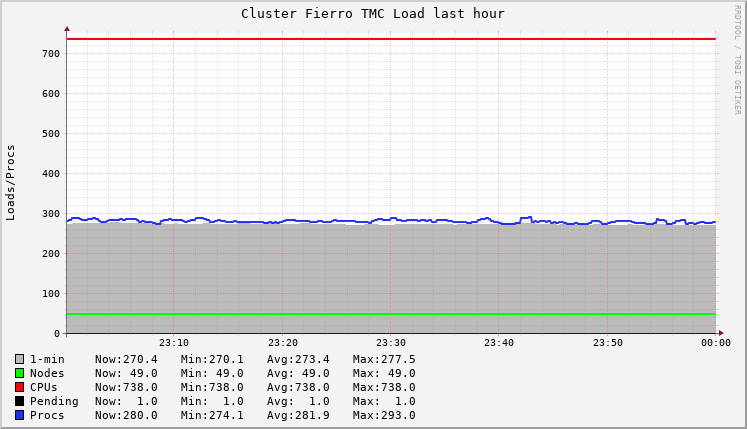 Cluster Fierro TMC Load last hour
RRDTOOL / TOBI OETIKER
Loads/Procs
700
600
500
400
300
200
100
0
23:10 23:20 23:30 23:40 23:50 00:00
1-min Now:270.4 Min:270.1 Avg:273.4 Max:277.5
Nodes Now: 49.0 Min: 49.0 Avg: 49.0 Max: 49.0
CPUs Now:738.0 Min:738.0 Avg:738.0 Max:738.0
Pending Now: 1.0 Min: 1.0 Avg: 1.0 Max: 1.0
Procs Now:280.0 Min:274.1 Avg:281.9 Max:293.0